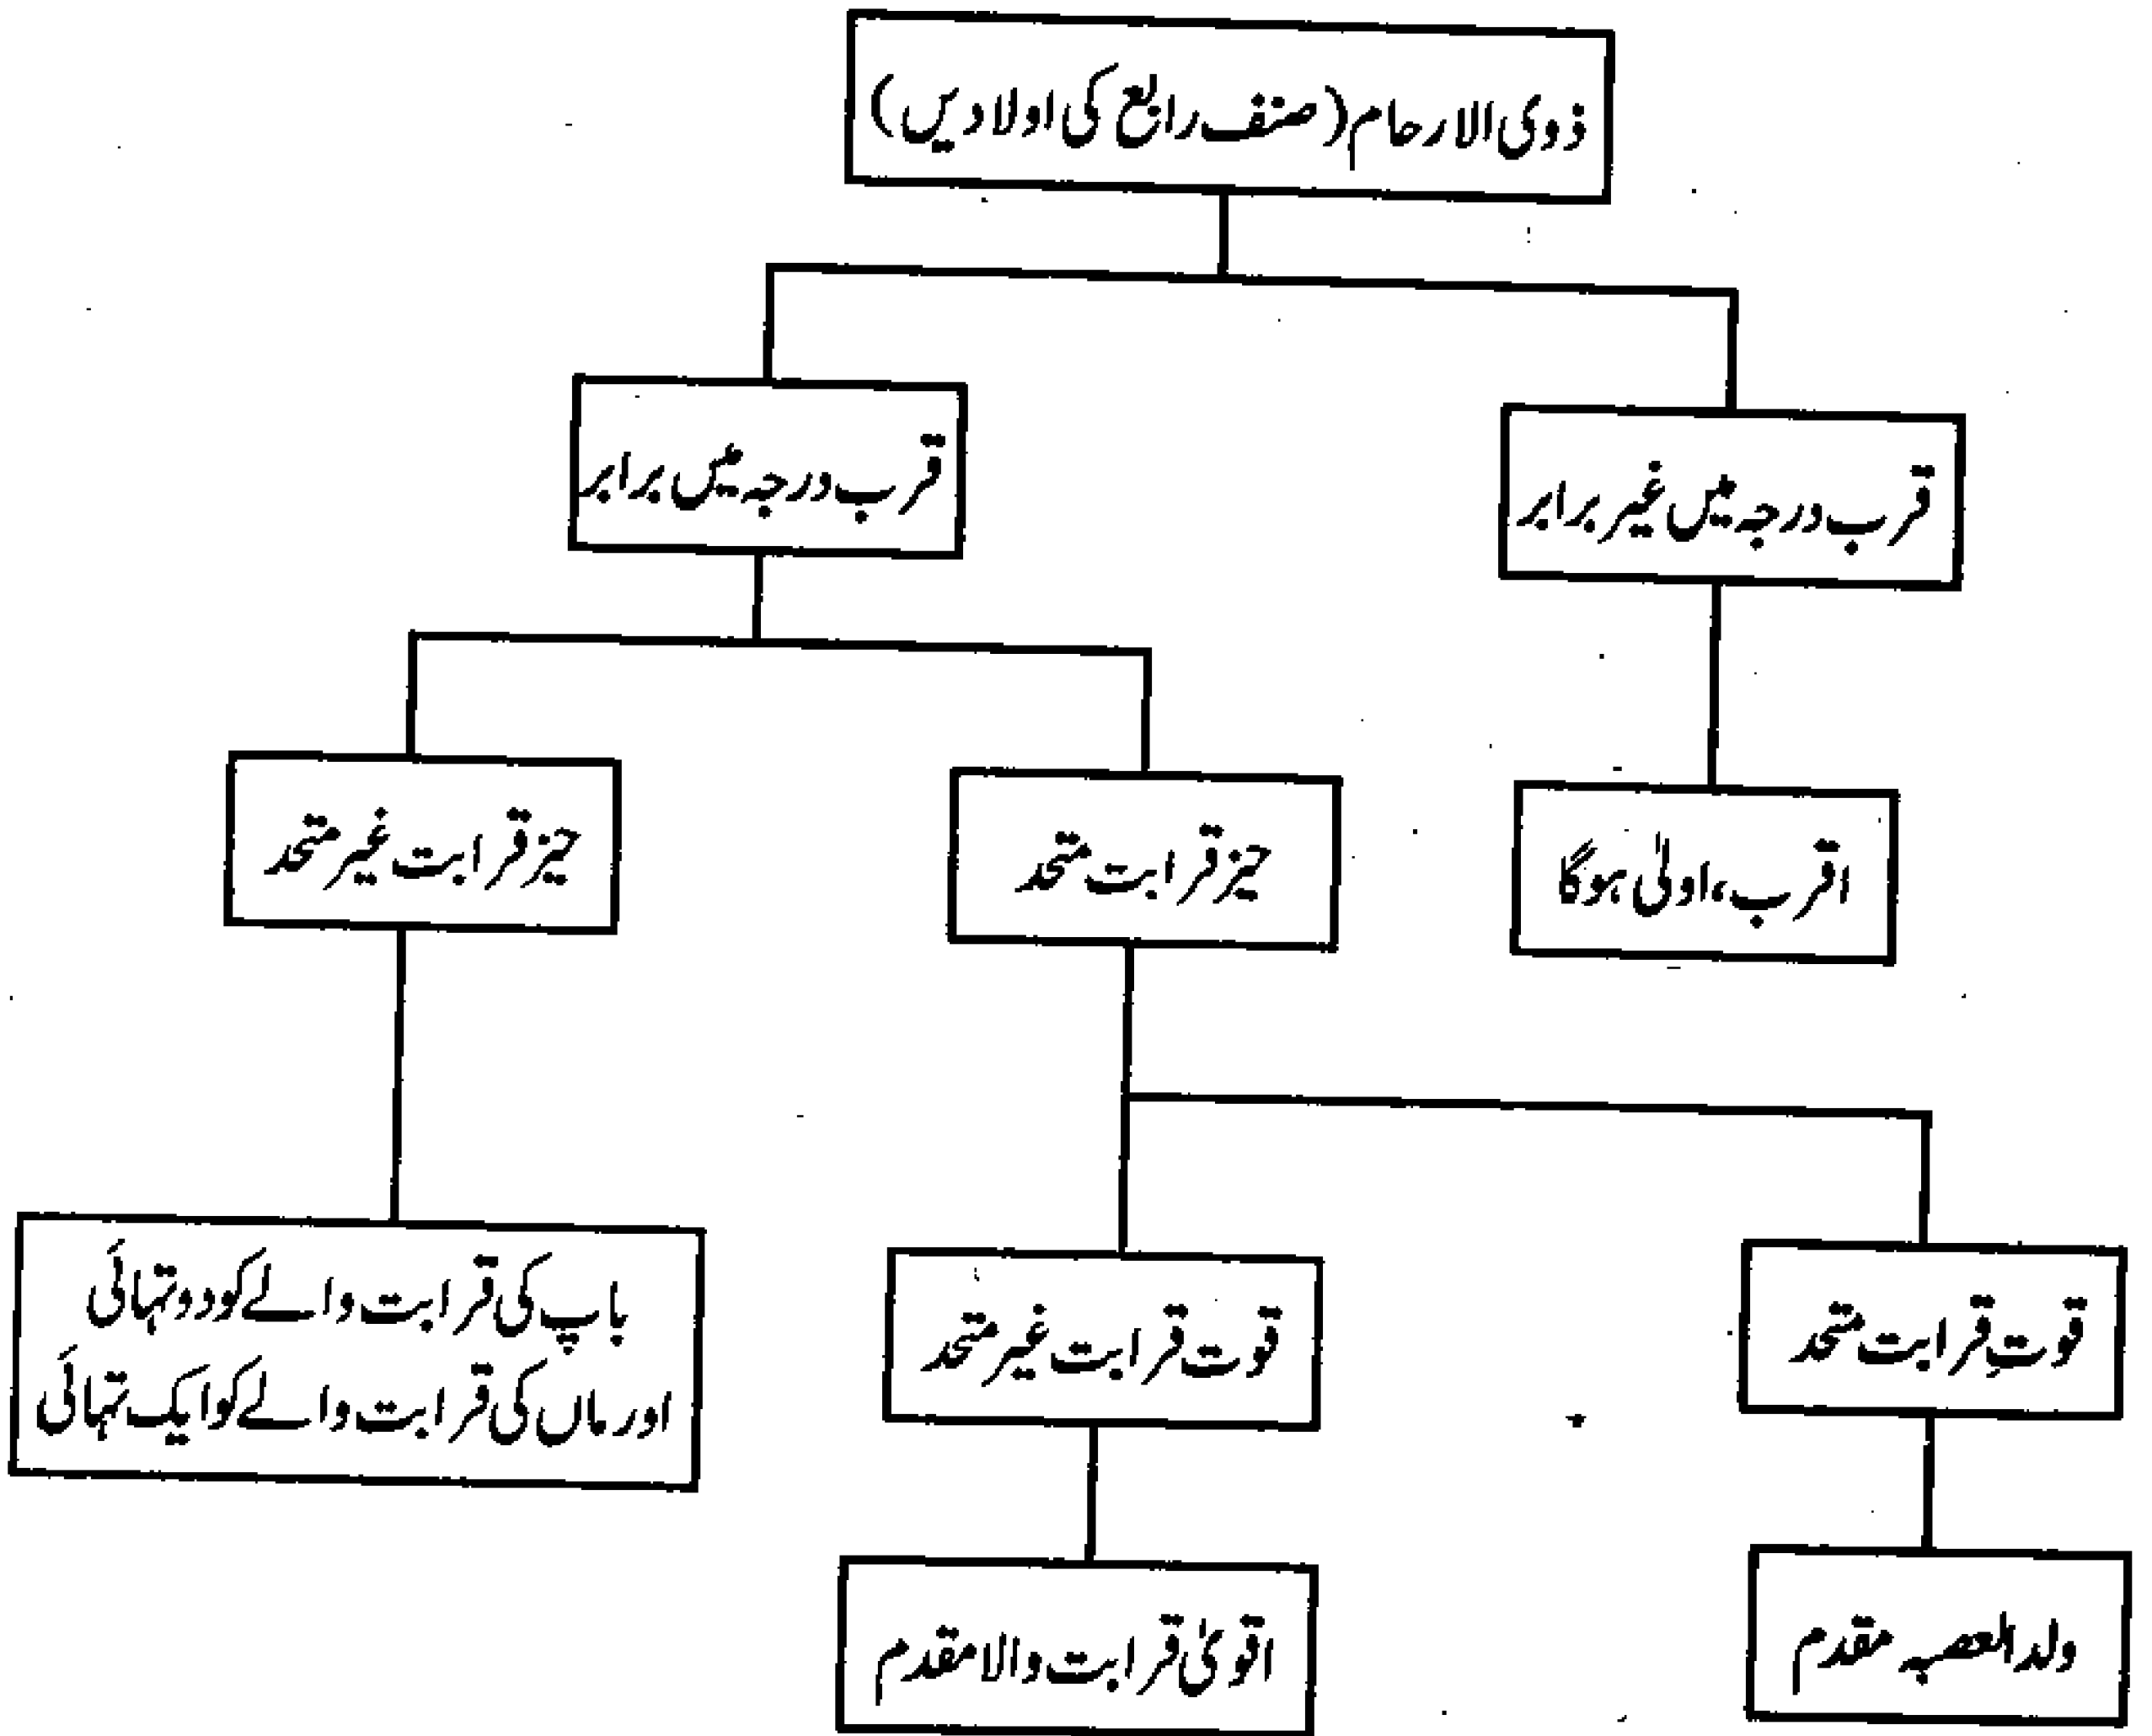 ذوی الارحام (صنف رابع کی اولادیں)
قرب درجہ میں غیر برابر
قرب درجہ میں برابر
اقرب، اولیٰ ہوگا
حیز قرابت متحد
حیز قرابت غیر متحد
قوتِ قرابت متحد
قوت قرابت غیر متحد
باپ کی قرابت والے کو دو تہائی
اور ماں کی قرابت والے کو ایک تہائی
ولد العصبہ مقدم
اقویٰ قرابت والا مقدم